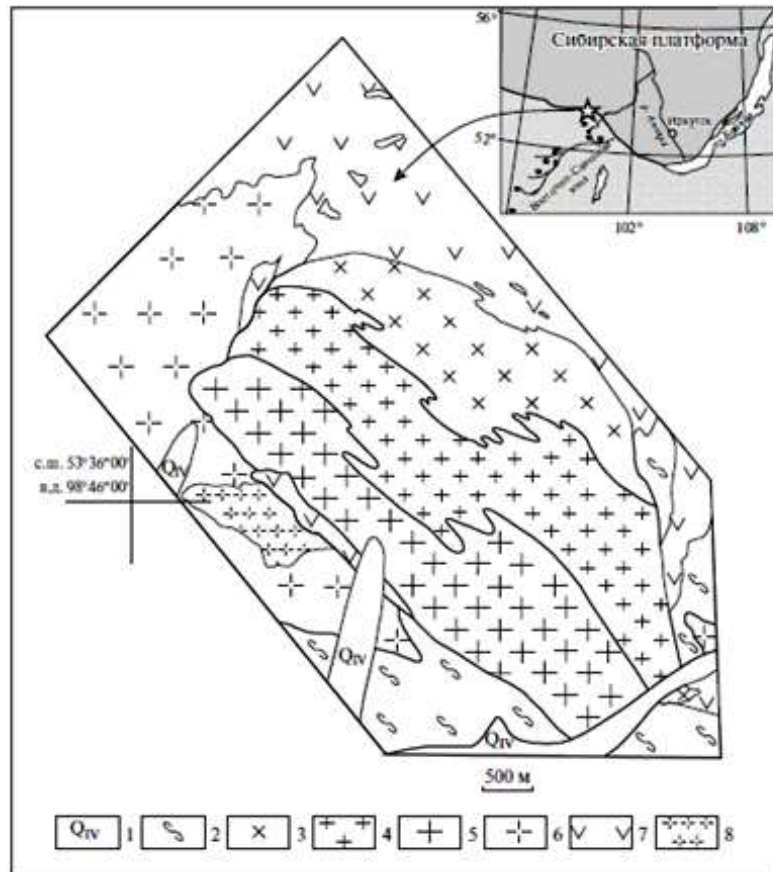 56°
Сибирская платформа
Иркутск
52°
102°
108°
с.ш. 53°36°00'
в.д. 98°46°00'
QIV
QIV
QIV
500 м
QIV 1 2 3 4 5 6 7 8